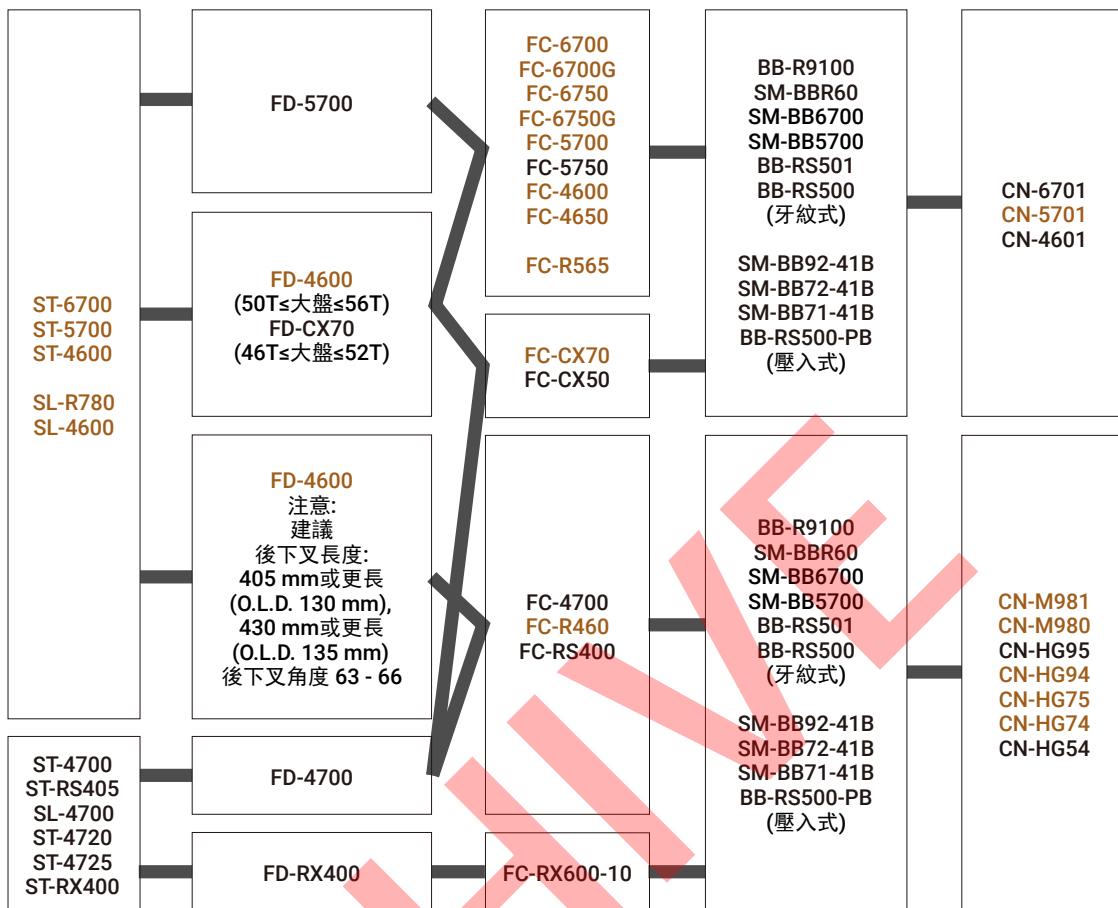 ST-6700
ST-5700
ST-4600
SL-R780
SL-4600
FD-5700
FD-4600
(50T≤大盤≤56T)
FD-CX70
(46T≤大盤≤52T)
FD-4600
注意:
建議
後下叉長度:
405 mm或更長
(O.L.D. 130 mm),
430 mm或更長
(O.L.D. 135 mm)
後下叉角度 63 - 66
FC-6700
FC-6700G
FC-6750
FC-6750G
FC-5700
FC-5750
FC-4600
FC-4650
FC-R565
FC-CX70
FC-CX50
BB-R9100
SM-BBR60
SM-BB6700
SM-BB5700
BB-RS501
BB-RS500
(牙紋式)
SM-BB92-41B
SM-BB72-41B
SM-BB71-41B
BB-RS500-PB
(壓入式)
CN-6701
CN-5701
CN-4601
ST-4700
ST-RS405
SL-4700
ST-4720
ST-4725
ST-RX400
FD-4700
FD-RX400
FC-4700
FC-R460
FC-RS400
FC-RX600-10
BB-R9100
SM-BBR60
SM-BB6700
SM-BB5700
BB-RS501
BB-RS500
(牙紋式)
SM-BB92-41B
SM-BB72-41B
SM-BB71-41B
BB-RS500-PB
(壓入式)
CN-M981
CN-M980
CN-HG95
CN-HG94
CN-HG75
CN-HG74
CN-HG54
HIVE